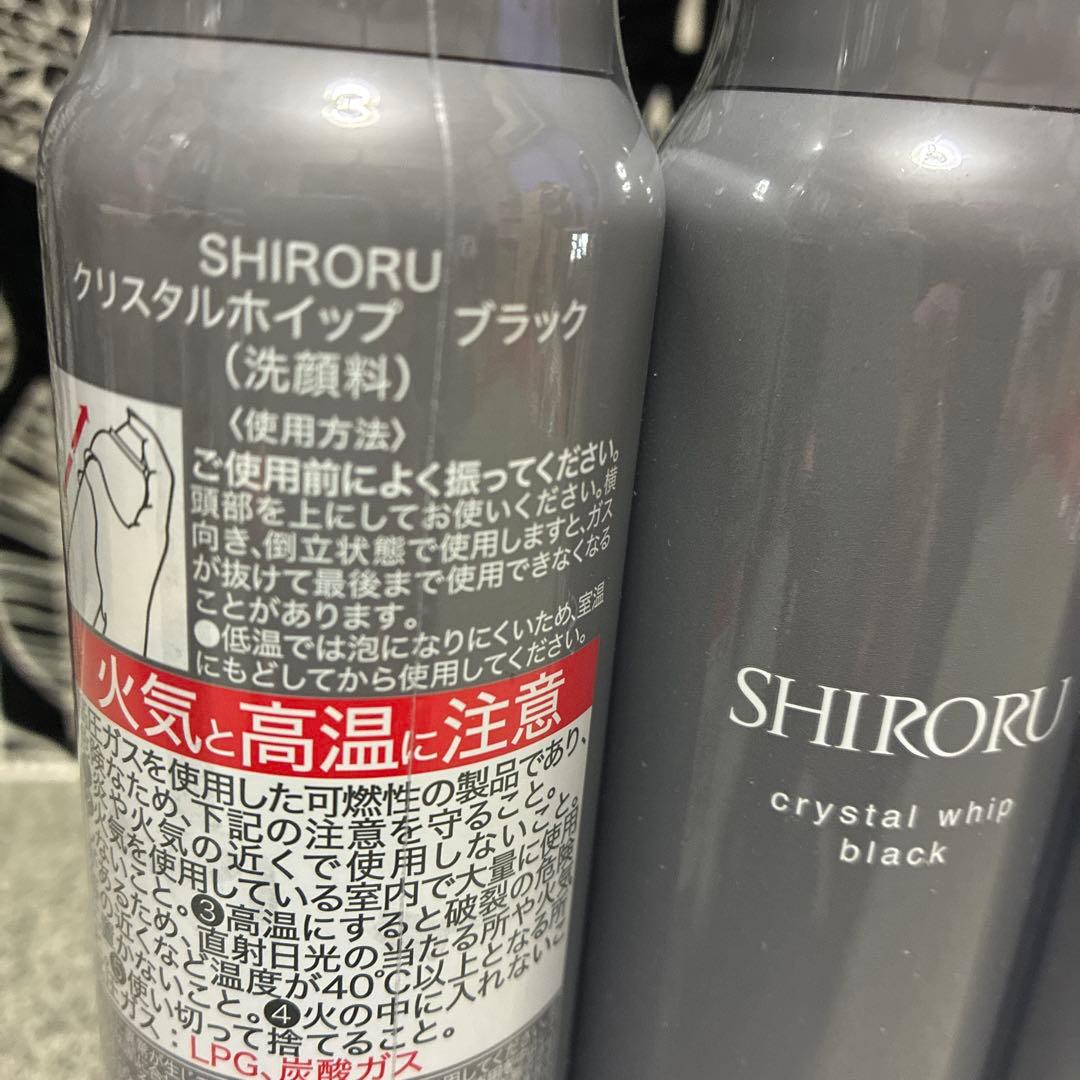 SHIRORU
クリスタルホイップ ブラック
(洗顔料)
〈使用方法〉
ご使用前によく振ってください。
頭部を上にしてお使いください。横
向き、倒立状態で使用しますと、ガス
が抜けて最後まで使用できなくなる
ことがあります。
●低温では泡になりにくいため、室温
にもどしてから使用してください。
火気と高温に注意
圧ガスを使用した可燃性の製品であり、
険なため、下記の注意を守ること。
炎や火気の近くで使用しないこと。
火気を使用している室内で大量に使用
ないこと。❸高温にすると破裂の危険
あるため、直射日光の当たる所や火気
の近くなど温度が40℃以上となる所
かないこと。❹火の中に入れないこ
使い切って捨てること。
ガス：LPG、炭酸ガス
SHIRORU
crystal whip
black